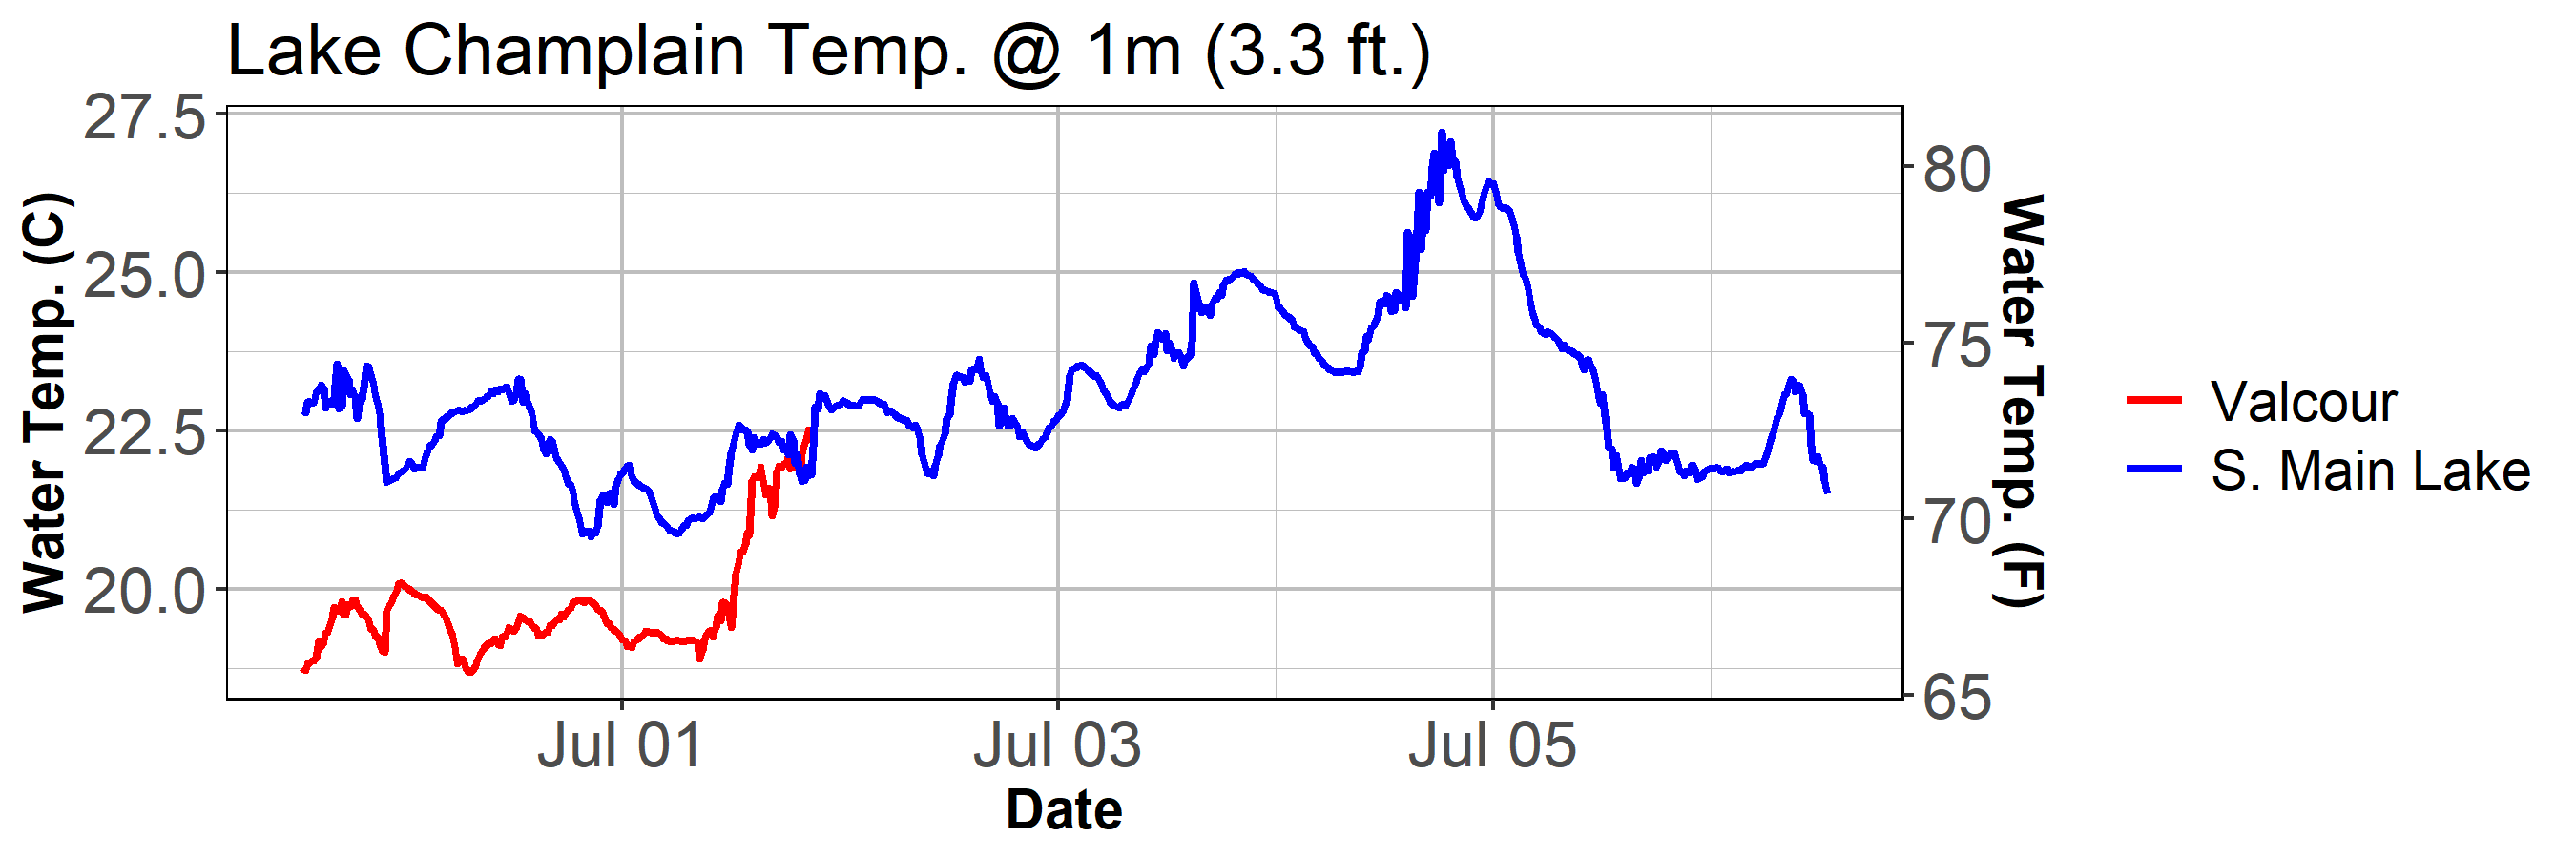 Lake Champlain Temp. @ 1m (3.3 ft.)
Water Temp. (C)
27.5
25.0
22.5
20.0
80
75
70
65
Water Temp. (F)
Jul 01
Jul 03
Jul 05
Date
Valcour
S. Main Lake